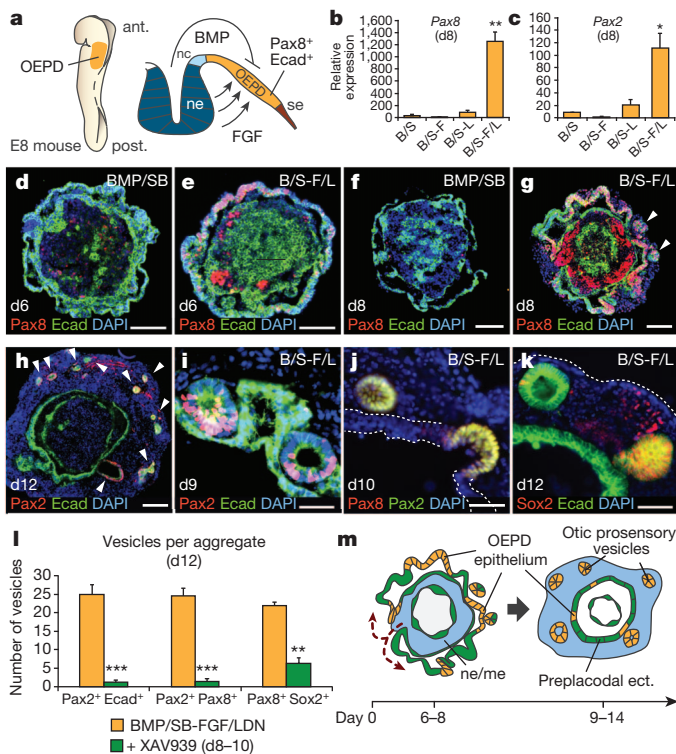 a
ant.
OEPD
E8 mouse
post.
BMP
Pax8⁺
Ecad⁺
nc
OEPD
ne
se
FGF
b
Pax8
(d8)
**
Relative
expression
1,600
1,400
1,200
1,000
800
600
400
200
0
B/S
B/S-F
B/S-L
B/S-F/L
c
Pax2
(d8)
*
140
120
100
80
60
40
20
0
B/S
B/S-F
B/S-L
B/S-F/L
d
BMP/SB
d6
Pax8 Ecad DAPI
e
B/S-F/L
d6
Pax8 Ecad DAPI
f
BMP/SB
d8
Pax8 Ecad DAPI
g
B/S-F/L
d8
Pax8 Ecad DAPI
h
B/S-F/L
d12
Pax2 Ecad DAPI
i
B/S-F/L
d9
Pax2 Ecad DAPI
j
B/S-F/L
d10
Pax8 Pax2 DAPI
k
B/S-F/L
d12
Sox2 Ecad DAPI
l
Vesicles per aggregate
(d12)
Number of vesicles
30
25
20
15
10
5
0
***
***
**
Pax2⁺ Ecad⁺
Pax2⁺ Pax8⁺
Pax8⁺ Sox2⁺
BMP/SB-FGF/LDN
+ XAV939 (d8–10)
m
OEPD
epithelium
Otic prosensory
vesicles
ne/me
Preplacodal ect.
Day 0
6–8
9–14